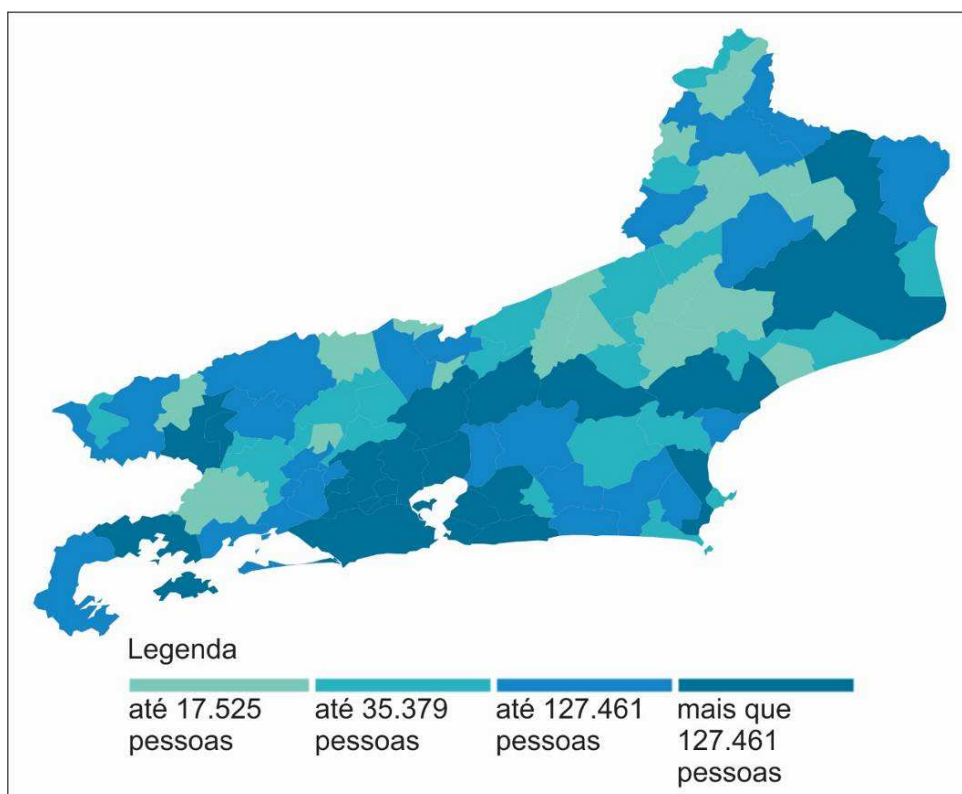 Legenda
até 17.525
pessoas
até 35.379
pessoas
até 127.461
pessoas
mais que
127.461
pessoas